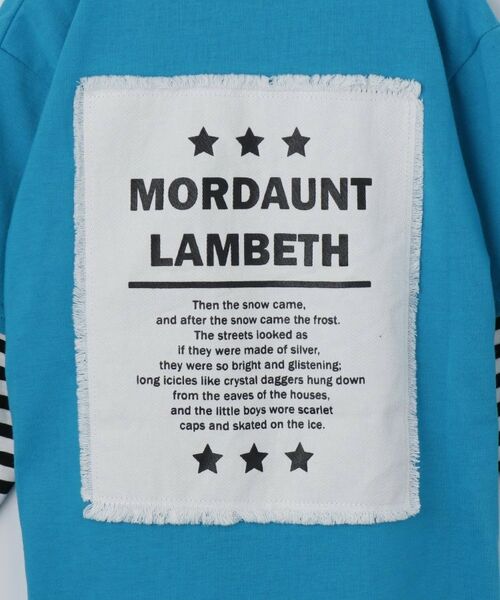 MORDAUNT
LAMBETH
Then the snow came,
and after the snow came the frost.
The streets looked as
if they were made of silver,
they were so bright and glistening;
long icicles like crystal daggers hung down
from the eaves of the houses,
and the little boys wore scarlet
caps and skated on the ice.